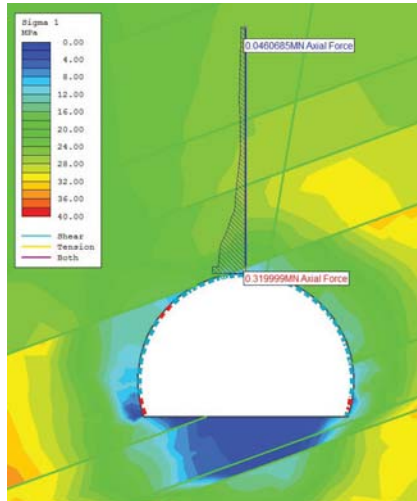 Sigma 1
MPa
0.00
4.00
8.00
12.00
16.00
20.00
24.00
28.00
32.00
36.00
40.00
Shear
Tension
Both
0.0460685MN Axial Force
0.319999MN Axial Force